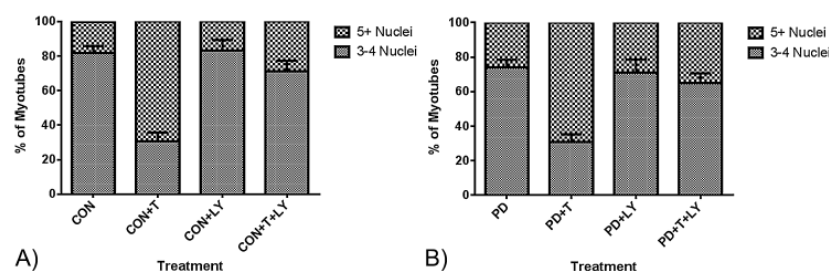 100
80
60
40
20
0
% of Myotubes
CON
CON+T
CON+LY
CON+T+LY
Treatment
5+ Nuclei
3-4 Nuclei
A)
100
80
60
40
20
0
% of Myotubes
PD
PD+T
PD+LY
PD+T+LY
Treatment
5+ Nuclei
3-4 Nuclei
B)